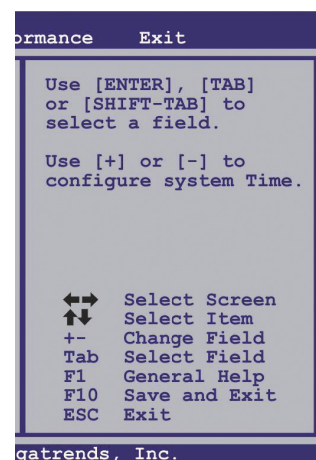 ormance Exit
Use [ENTER], [TAB]
or [SHIFT-TAB] to
select a field.
Use [+] or [-] to
configure system Time.
←→ Select Screen
↑↓ Select Item
+- Change Field
Tab Select Field
F1 General Help
F10 Save and Exit
ESC Exit
gatrends, Inc.